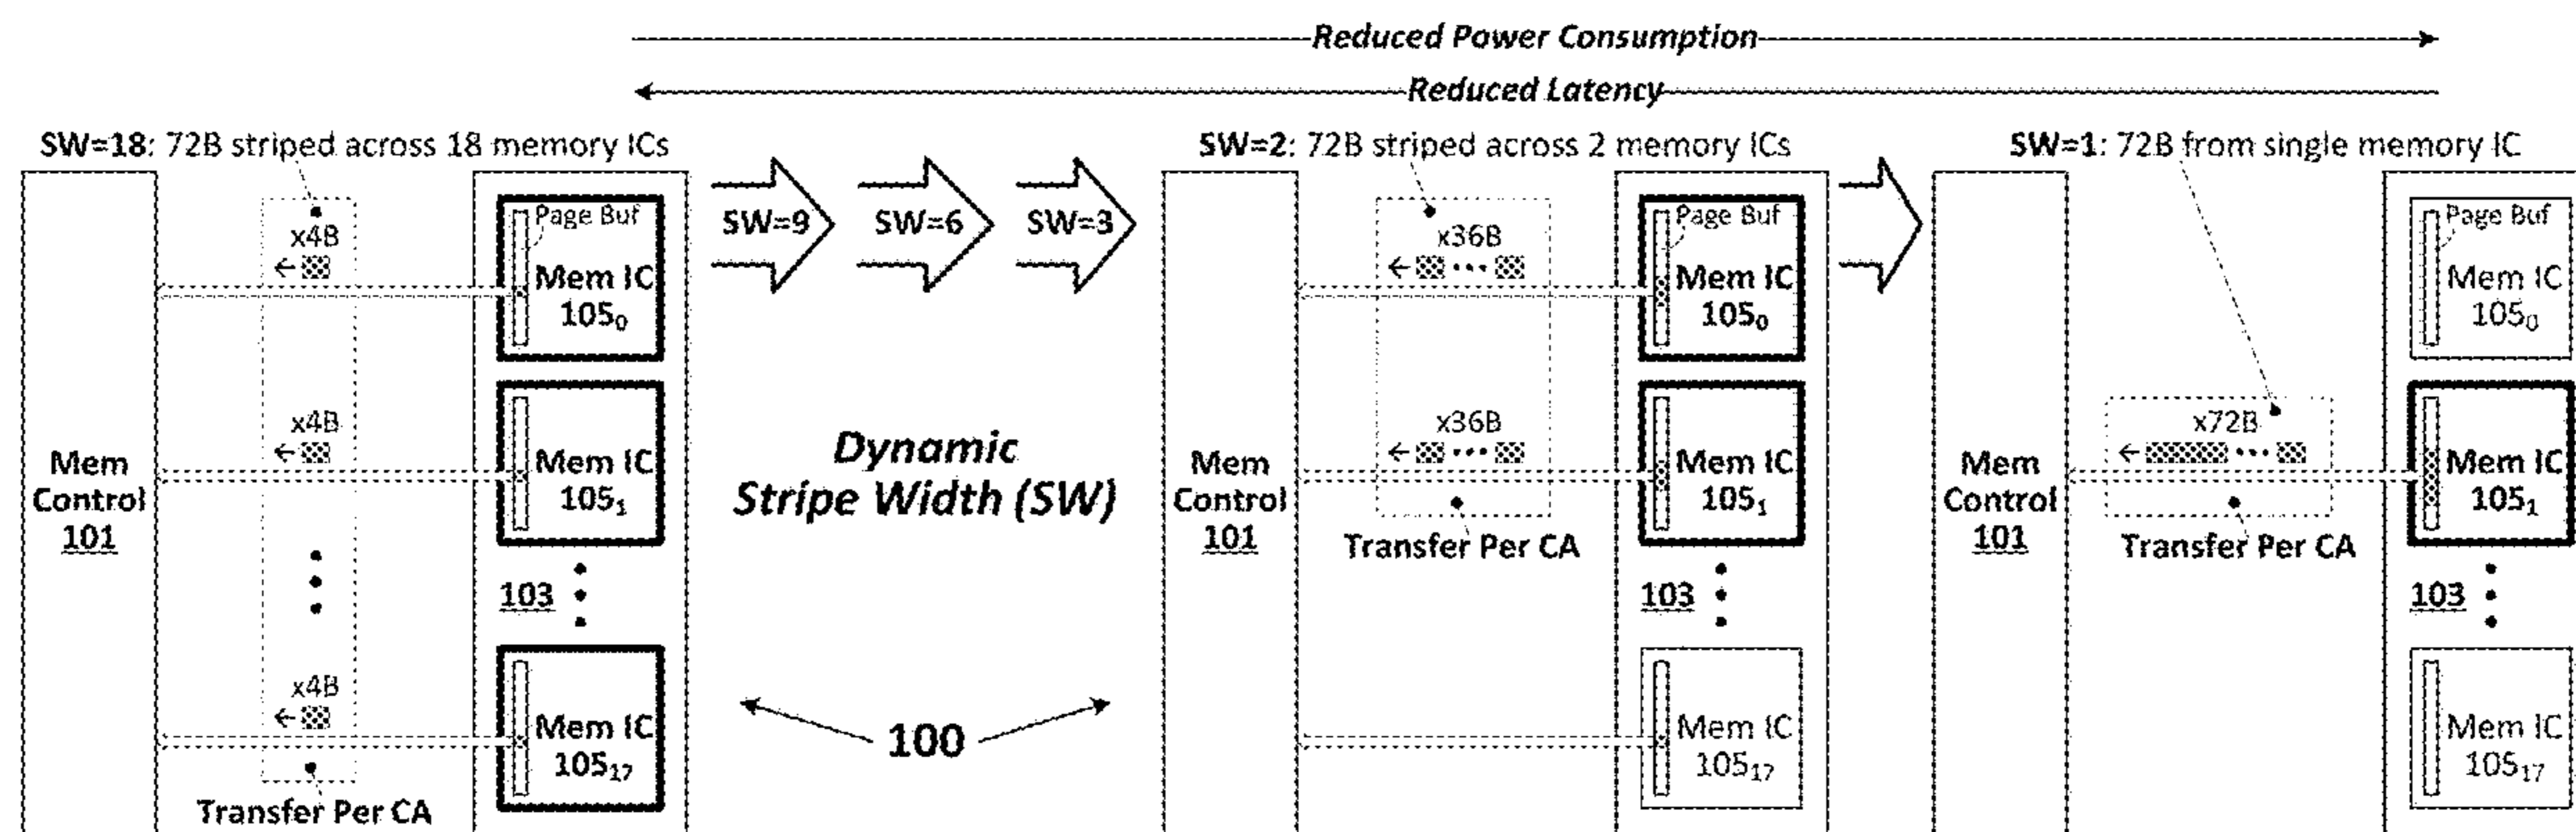 Reduced Power Consumption
Reduced Latency
SW=18: 72B striped across 18 memory ICs
SW=2: 72B striped across 2 memory ICs
SW=1: 72B from single memory IC
x4B
Page Buf
Mem IC
105₀
x4B
Mem IC
105₁
Mem
Control
101
103
x4B
Mem IC
105₁₇
Transfer Per CA
SW=9
SW=6
SW=3
Dynamic
Stripe Width (SW)
100
x36B
Page Buf
Mem IC
105₀
x36B
Mem IC
105₁
Mem
Control
101
Transfer Per CA
103
Mem IC
105₁₇
Page Buf
Mem IC
105₀
x72B
Mem IC
105₁
Mem
Control
101
Transfer Per CA
103
Mem IC
105₁₇